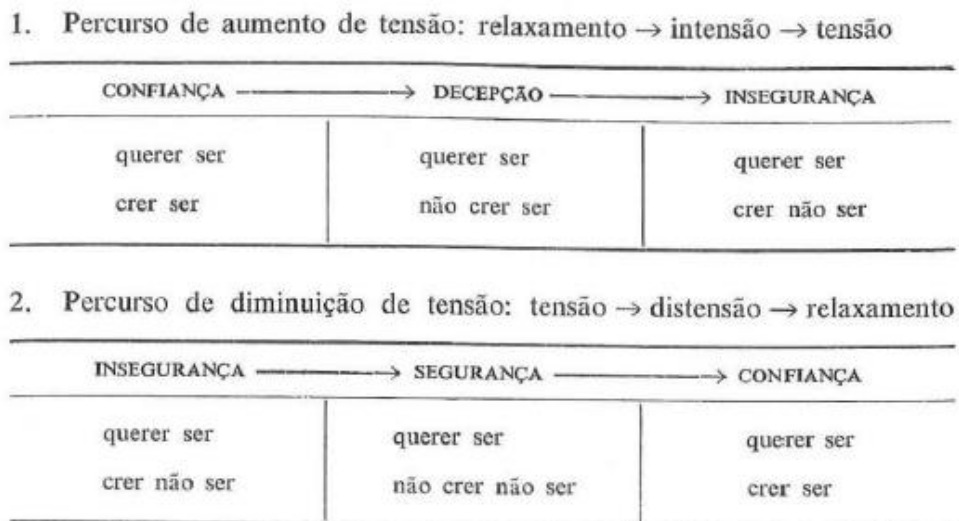 1. Percurso de aumento de tensão: relaxamento → intensão → tensão
CONFIANÇA → DECEPÇÃO → INSEGURANÇA
querer ser querer ser querer ser
crer ser não crer ser crer não ser
2. Percurso de diminuição de tensão: tensão → distensão → relaxamento
INSEGURANÇA → SEGURANÇA → CONFIANÇA
querer ser querer ser querer ser
crer não ser não crer não ser crer ser